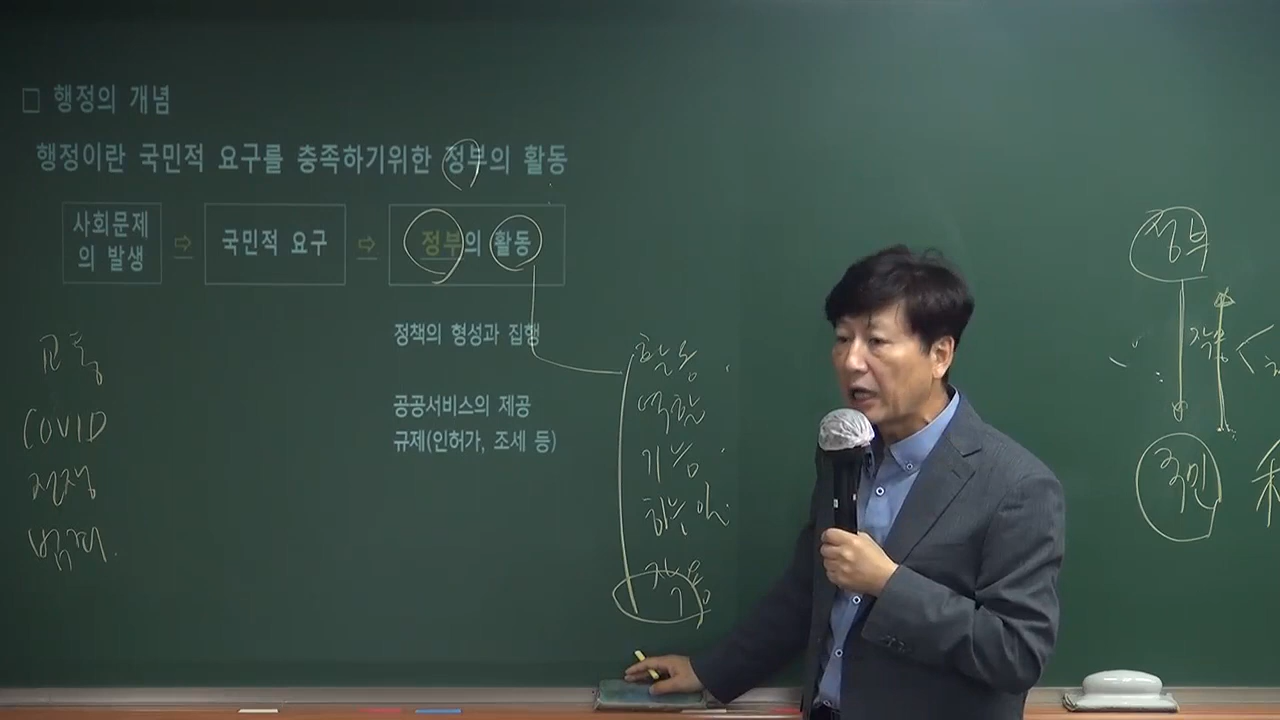 □ 행정의 개념
행정이란 국민적 요구를 충족하기위한 정부의 활동
사회문제
의 발생
⇨
국민적 요구
⇨
정부의 활동
정책의 형성과 집행
공공서비스의 제공
규제(인허가, 조세 등)
교통
COVID
전쟁
범죄
활동
역할
기능
하는 일
작용
정부
작용
국민